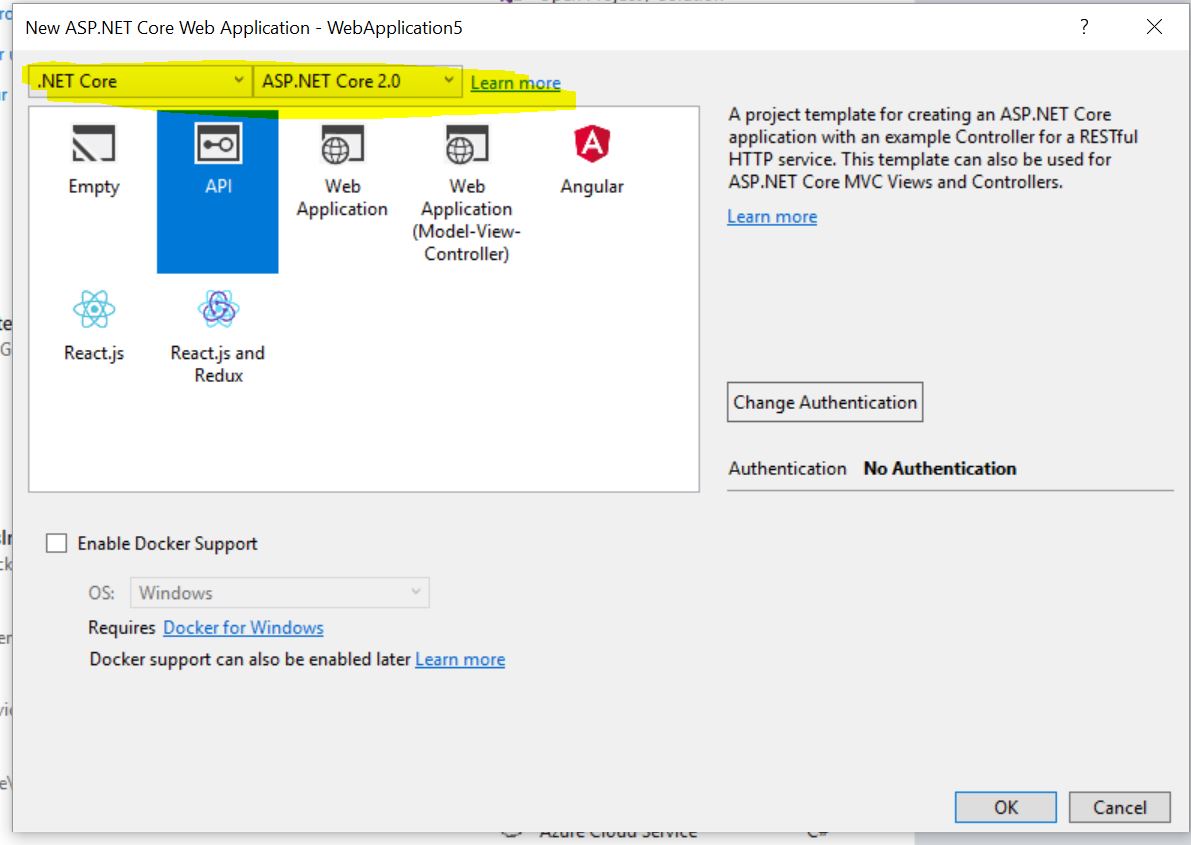 New ASP.NET Core Web Application - WebApplication5
?
.NET Core
ASP.NET Core 2.0
Learn more
Empty
API
Web
Application
Web
Application
(Model-View-
Controller)
Angular
React.js
React.js and
Redux
A project template for creating an ASP.NET Core
application with an example Controller for a RESTful
HTTP service. This template can also be used for
ASP.NET Core MVC Views and Controllers.
Learn more
Change Authentication
Authentication No Authentication
Enable Docker Support
OS: Windows
Requires Docker for Windows
Docker support can also be enabled later Learn more
OK
Cancel
Azure Cloud Service
C#